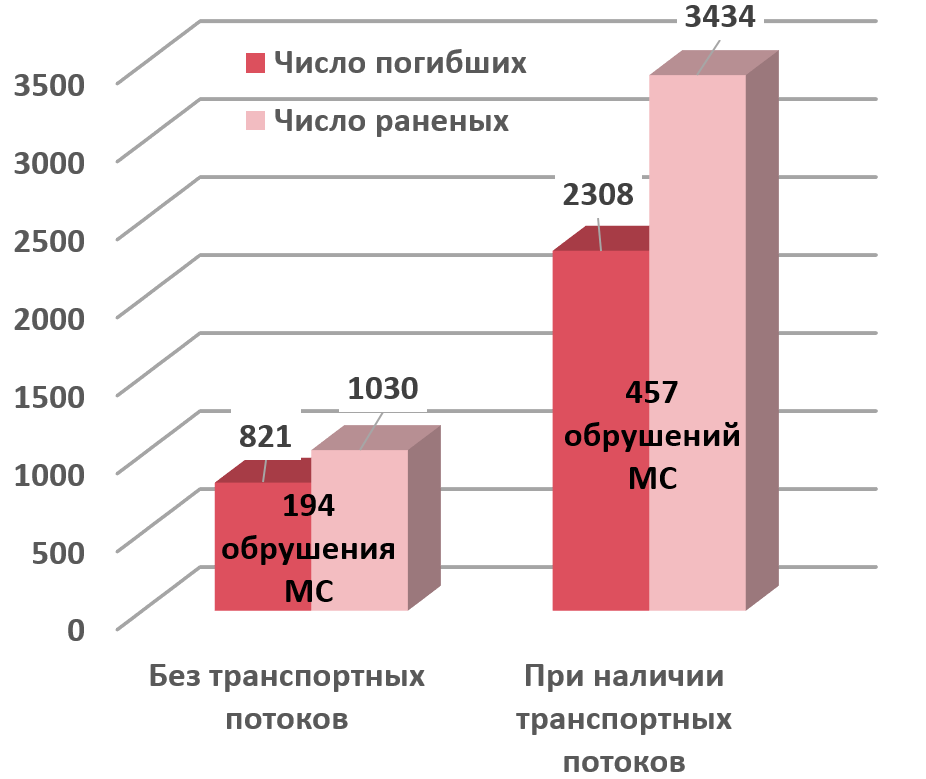 3434
3500
Число погибших
3000
Число раненых
2500
2308
2000
1500
1030
457
обрушений
МС
821
1000
194
обрушения
МС
500
0
Без транспортных
потоков
При наличии
транспортных
потоков